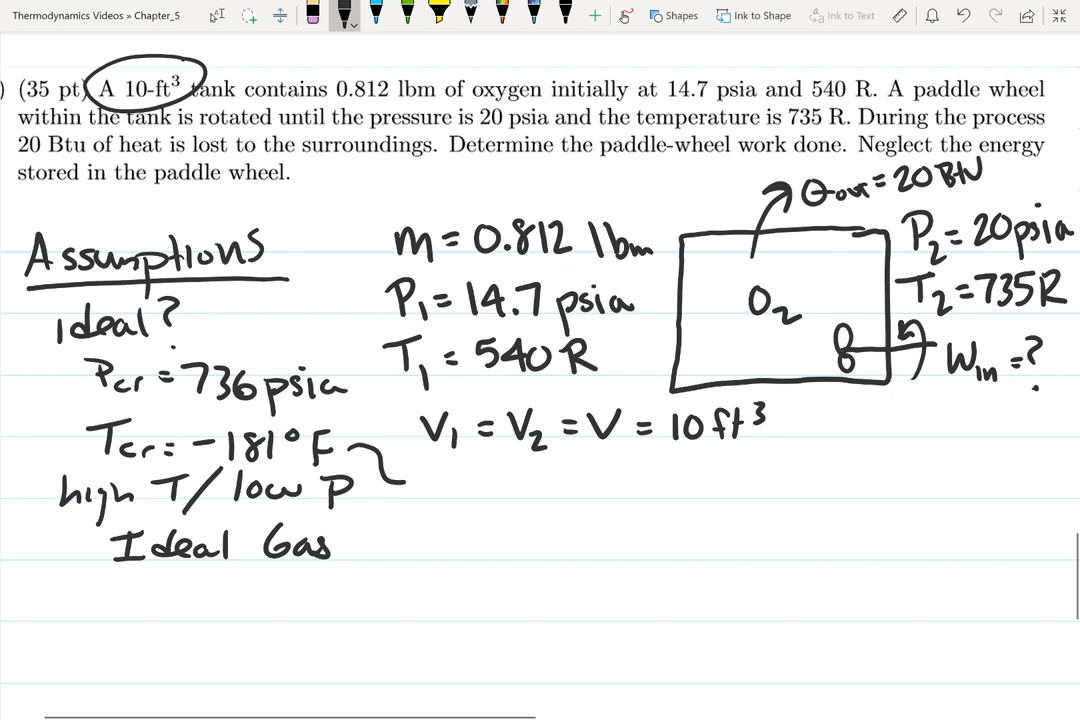 Thermodynamics Videos » Chapter_5
Shapes
Ink to Shape
Ink to Text
) (35 pt) A 10-ft³ tank contains 0.812 lbm of oxygen initially at 14.7 psia and 540 R. A paddle wheel
within the tank is rotated until the pressure is 20 psia and the temperature is 735 R. During the process
20 Btu of heat is lost to the surroundings. Determine the paddle-wheel work done. Neglect the energy
stored in the paddle wheel.
Qout = 20 BTU
Assumptions
ideal?
Pcr = 736 psia
Tcr = -181°F
high T/low P
Ideal Gas
m = 0.812 lbm
P₁ = 14.7 psia
T₁ = 540 R
V₁ = V₂ = V = 10 ft³
O₂
P₂ = 20 psia
T₂ = 735 R
Win = ?